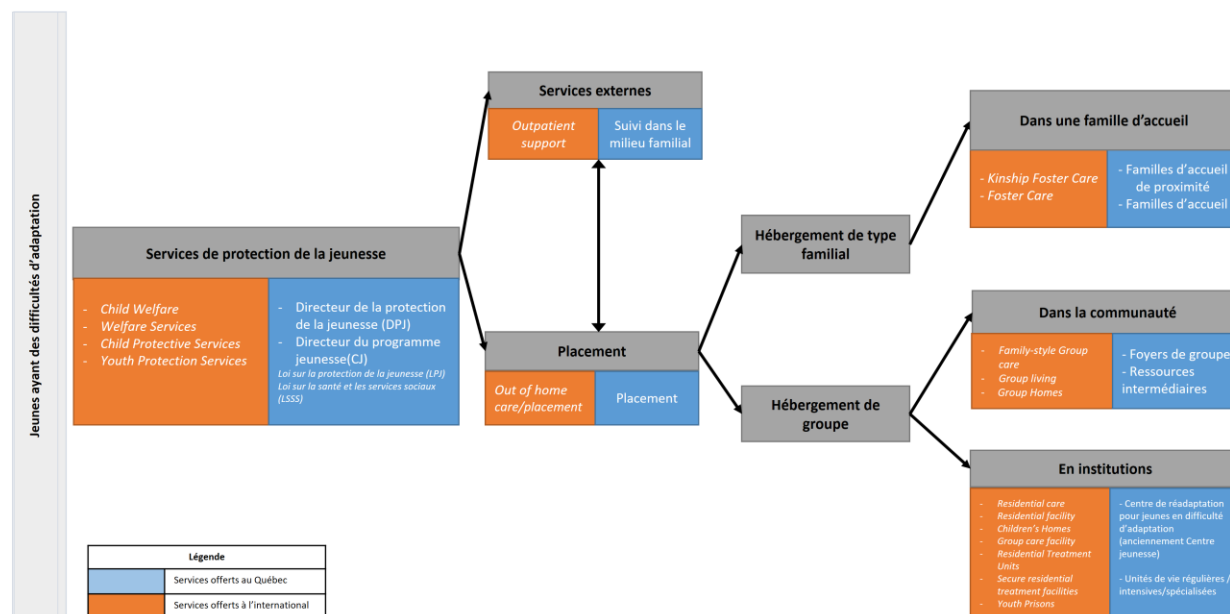 Jeunes ayant des difficultés d'adaptation
Services de protection de la jeunesse
- Child Welfare
- Welfare Services
- Child Protective Services
- Youth Protection Services
- Directeur de la protection
de la jeunesse (DPJ)
- Directeur du programme
jeunesse(CJ)
Loi sur la protection de la jeunesse (LPJ)
Loi sur la santé et les services sociaux
(LSSS)
Services externes
Outpatient
support
Suivi dans le
milieu familial
Placement
Out of home
care/placement
Placement
Hébergement de type
familial
Hébergement de
groupe
Dans une famille d'accueil
- Kinship Foster Care
- Foster Care
- Familles d'accueil
de proximité
- Familles d'accueil
Dans la communauté
- Family-style Group
care
- Group living
- Group Homes
- Foyers de groupe
- Ressources
intermédiaires
En institutions
- Residential care
- Residential facility
- Children's Homes
- Group care facility
- Residential Treatment
Units
- Secure residential
treatment facilities
- Youth Prisons
- Centre de réadaptation
pour jeunes en difficulté
d'adaptation
(anciennement Centre
jeunesse)
- Unités de vie régulières /
intensives/spécialisées
Légende
Services offerts au Québec
Services offerts à l'international